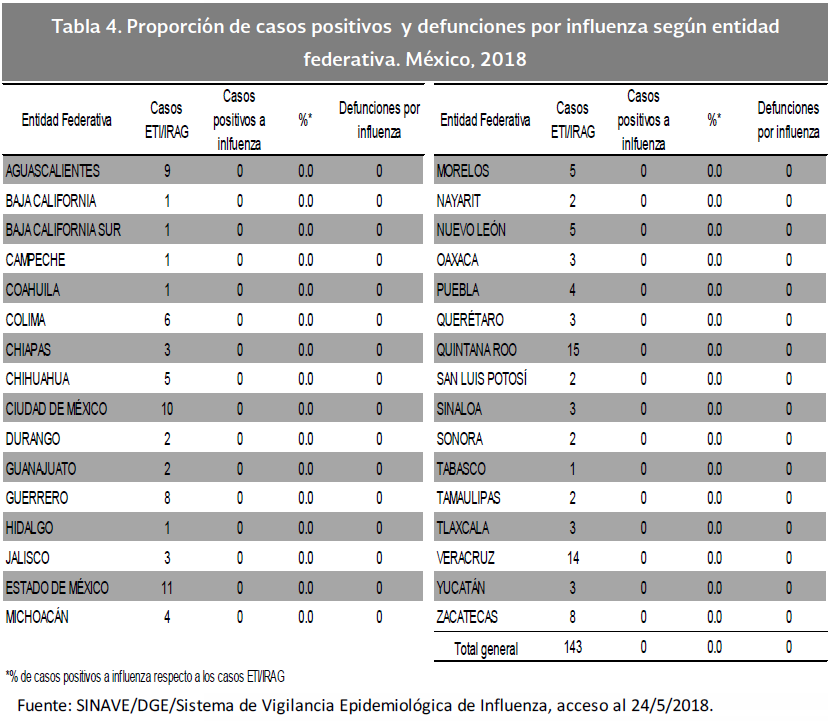 Tabla 4. Proporción de casos positivos y defunciones por influenza según entidad
federativa. México, 2018
Entidad Federativa Casos ETI/IRAG Casos positivos a inlfuenza %* Defunciones por influenza
AGUASCALIENTES 9 0 0.0 0
BAJA CALIFORNIA 1 0 0.0 0
BAJA CALIFORNIA SUR 1 0 0.0 0
CAMPECHE 1 0 0.0 0
COAHUILA 1 0 0.0 0
COLIMA 6 0 0.0 0
CHIAPAS 3 0 0.0 0
CHIHUAHUA 5 0 0.0 0
CIUDAD DE MÉXICO 10 0 0.0 0
DURANGO 2 0 0.0 0
GUANAJUATO 2 0 0.0 0
GUERRERO 8 0 0.0 0
HIDALGO 1 0 0.0 0
JALISCO 3 0 0.0 0
ESTADO DE MÉXICO 11 0 0.0 0
MICHOACÁN 4 0 0.0 0
Entidad Federativa Casos ETI/IRAG Casos positivos a inlfuenza %* Defunciones por influenza
MORELOS 5 0 0.0 0
NAYARIT 2 0 0.0 0
NUEVO LEÓN 5 0 0.0 0
OAXACA 3 0 0.0 0
PUEBLA 4 0 0.0 0
QUERÉTARO 3 0 0.0 0
QUINTANA ROO 15 0 0.0 0
SAN LUIS POTOSÍ 2 0 0.0 0
SINALOA 3 0 0.0 0
SONORA 2 0 0.0 0
TABASCO 1 0 0.0 0
TAMAULIPAS 2 0 0.0 0
TLAXCALA 3 0 0.0 0
VERACRUZ 14 0 0.0 0
YUCATÁN 3 0 0.0 0
ZACATECAS 8 0 0.0 0
Total general 143 0 0.0 0
*% de casos positivos a influenza respecto a los casos ETI/IRAG
Fuente: SINAVE/DGE/Sistema de Vigilancia Epidemiológica de Influenza, acceso al 24/5/2018.